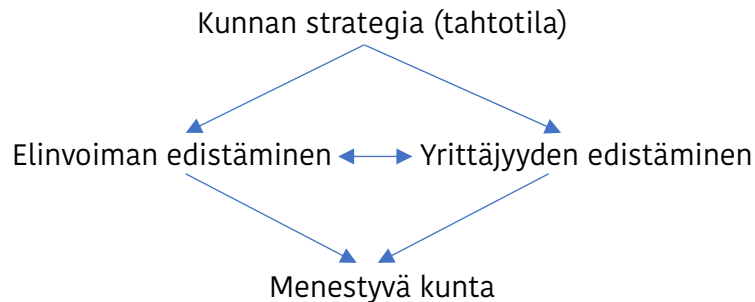 Kunnan strategia (tahtotila)
Elinvoiman edistäminen
Yrittäjyyden edistäminen
Menestyvä kunta